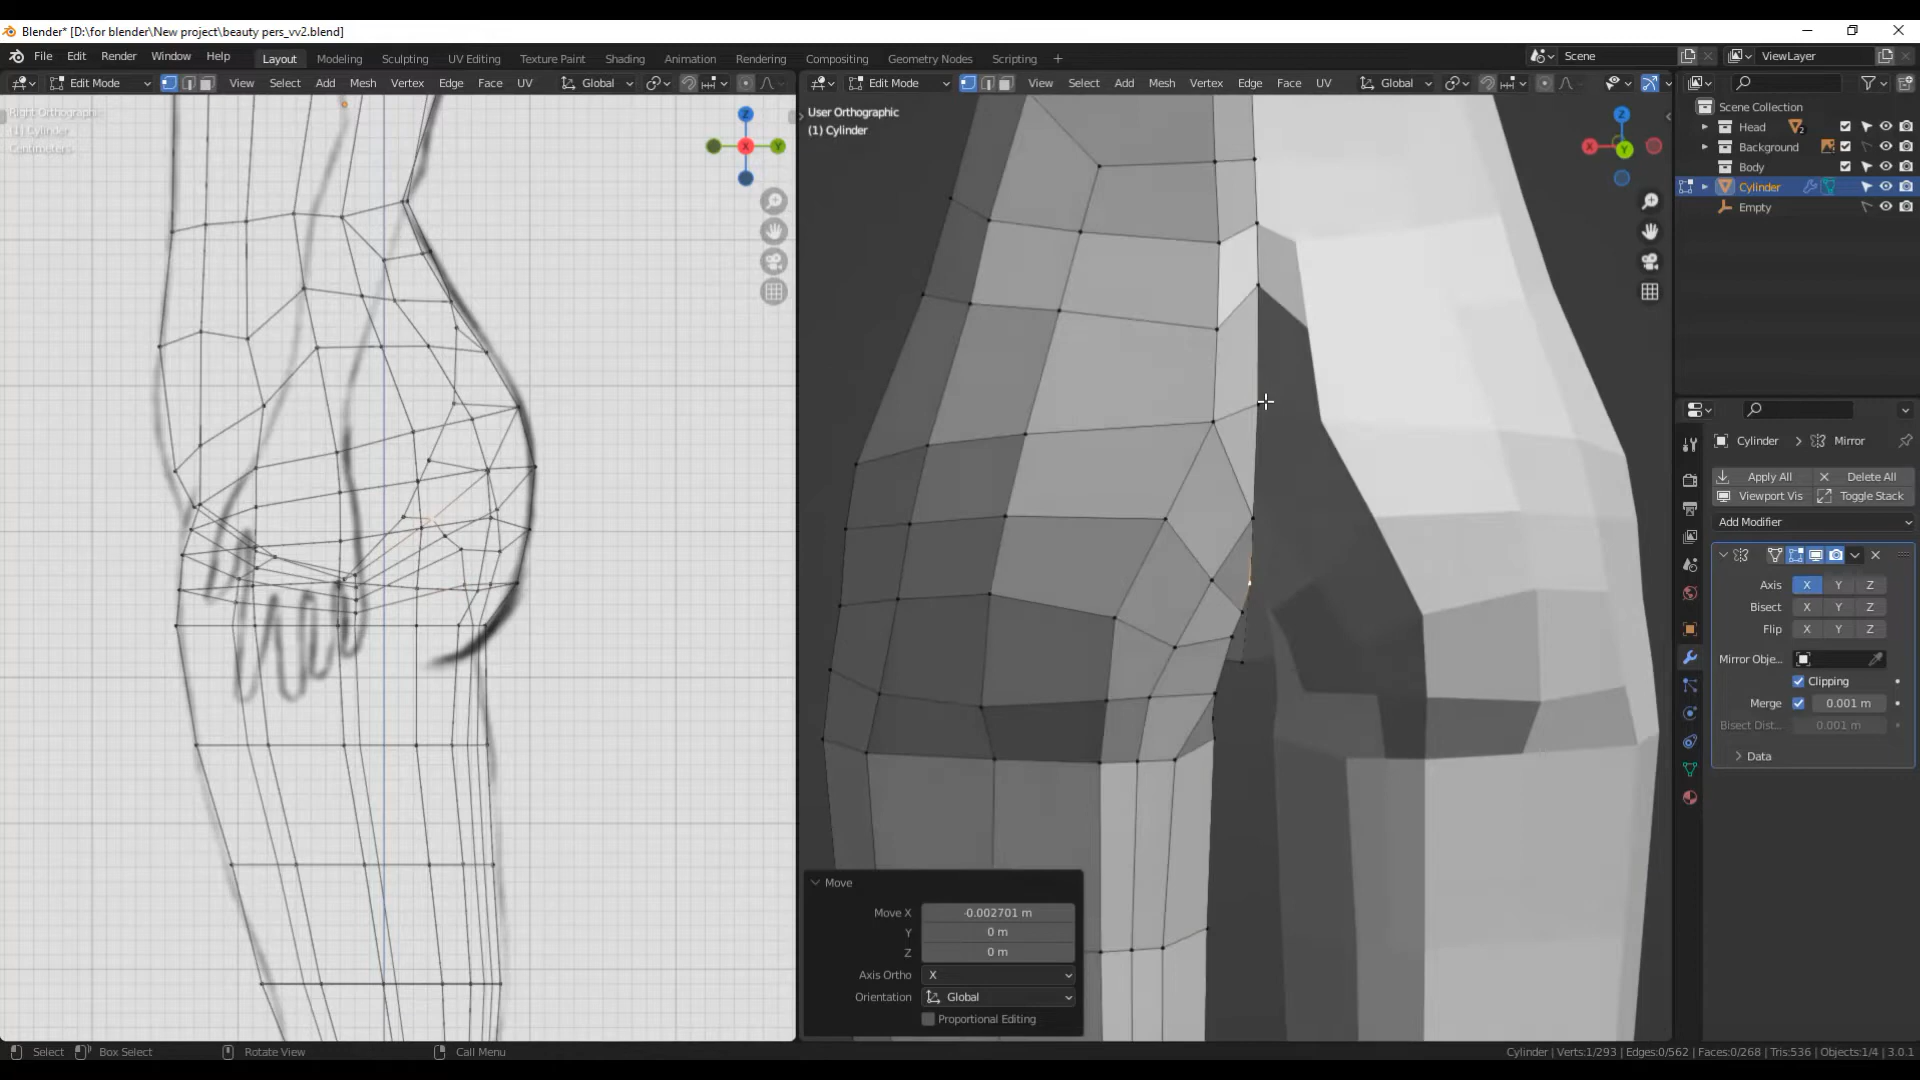 Blender* [D:\for blender\New project\beauty pers_vv2.blend]
File Edit Render Window Help Layout Modeling Sculpting UV Editing Texture Paint Shading Animation Rendering Compositing Geometry Nodes Scripting + Scene ViewLayer
Edit Mode View Select Add Mesh Vertex Edge Face UV Global
Edit Mode View Select Add Mesh Vertex Edge Face UV Global
Right Orthographic
(1) Cylinder
Centimeters
Z
X
Y
User Orthographic
(1) Cylinder
Z
X
Y
Scene Collection
Head 2
Background
Body
Cylinder
Empty
Cylinder > Mirror
Apply All Delete All
Viewport Vis Toggle Stack
Add Modifier
Axis X Y Z
Bisect X Y Z
Flip X Y Z
Mirror Obje...
Clipping
Merge 0.001 m
Bisect Dist... 0.001 m
Data
Move
Move X -0.002701 m
Y 0 m
Z 0 m
Axis Ortho X
Orientation Global
Proportional Editing
Select Box Select Rotate View Call Menu
Cylinder | Verts:1/293 | Edges:0/562 | Faces:0/268 | Tris:536 | Objects:1/4 | 3.0.1